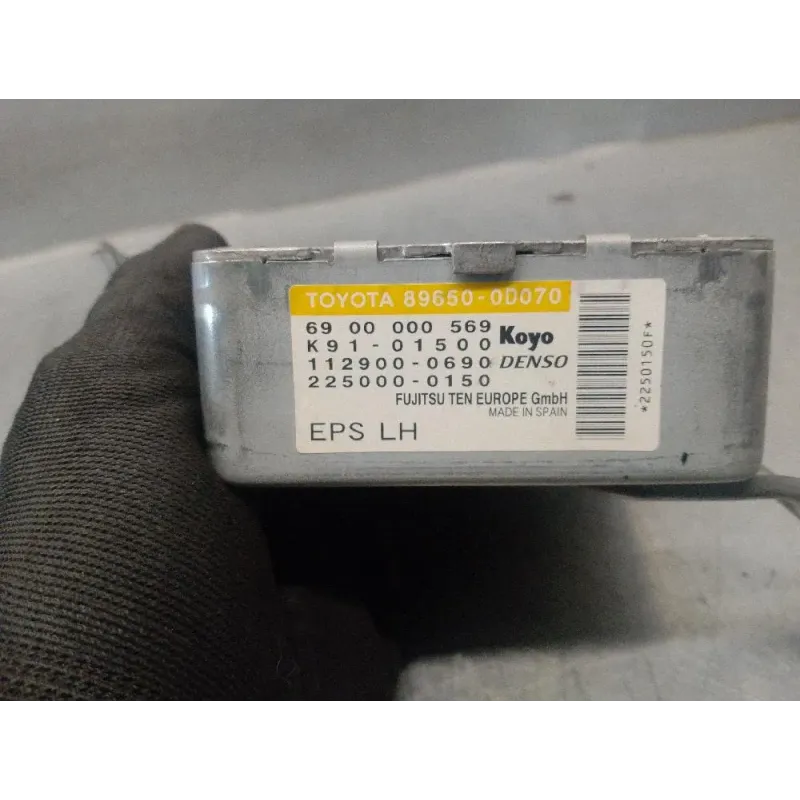 TOYOTA 89650-0D070
69 00 000 569
K91-01500 Koyo
112900-0690 DENSO
225000-0150
FUJITSU TEN EUROPE GmbH
MADE IN SPAIN
EPS LH
*2250150F*